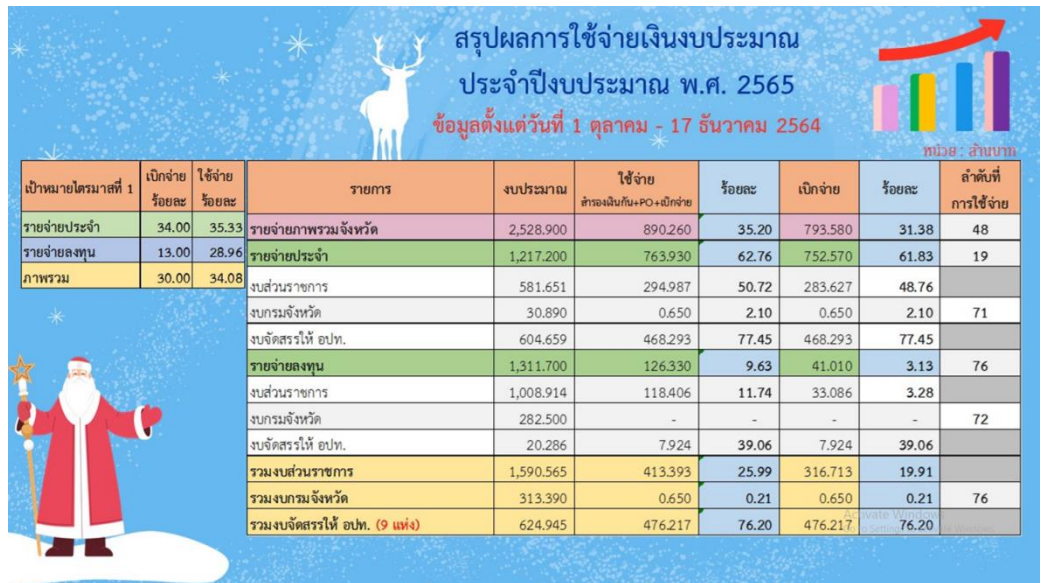 สรุปผลการใช้จ่ายเงินงบประมาณ
ประจำปีงบประมาณ พ.ศ. 2565
ข้อมูลตั้งแต่วันที่ 1 ตุลาคม - 17 ธันวาคม 2564
หน่วย : ล้านบาท
เป้าหมายไตรมาสที่ 1 เบิกจ่าย ร้อยละ ใช้จ่าย ร้อยละ
รายจ่ายประจำ 34.00 35.33
รายจ่ายลงทุน 13.00 28.96
ภาพรวม 30.00 34.08
รายการ งบประมาณ ใช้จ่าย สำรองเงินกัน+PO+เบิกจ่าย ร้อยละ เบิกจ่าย ร้อยละ ลำดับที่ การใช้จ่าย
รายจ่ายภาพรวมจังหวัด 2,528.900 890.260 35.20 793.580 31.38 48
รายจ่ายประจำ 1,217.200 763.930 62.76 752.570 61.83 19
งบส่วนราชการ 581.651 294.987 50.72 283.627 48.76
งบกรมจังหวัด 30.890 0.650 2.10 0.650 2.10 71
งบจัดสรรให้ อปท. 604.659 468.293 77.45 468.293 77.45
รายจ่ายลงทุน 1,311.700 126.330 9.63 41.010 3.13 76
งบส่วนราชการ 1,008.914 118.406 11.74 33.086 3.28
งบกรมจังหวัด 282.500 - - - - 72
งบจัดสรรให้ อปท. 20.286 7.924 39.06 7.924 39.06
รวมงบส่วนราชการ 1,590.565 413.393 25.99 316.713 19.91
รวมงบกรมจังหวัด 313.390 0.650 0.21 0.650 0.21 76
รวมงบจัดสรรให้ อปท. (9 แห่ง) 624.945 476.217 76.20 476.217 76.20
Activate Windows